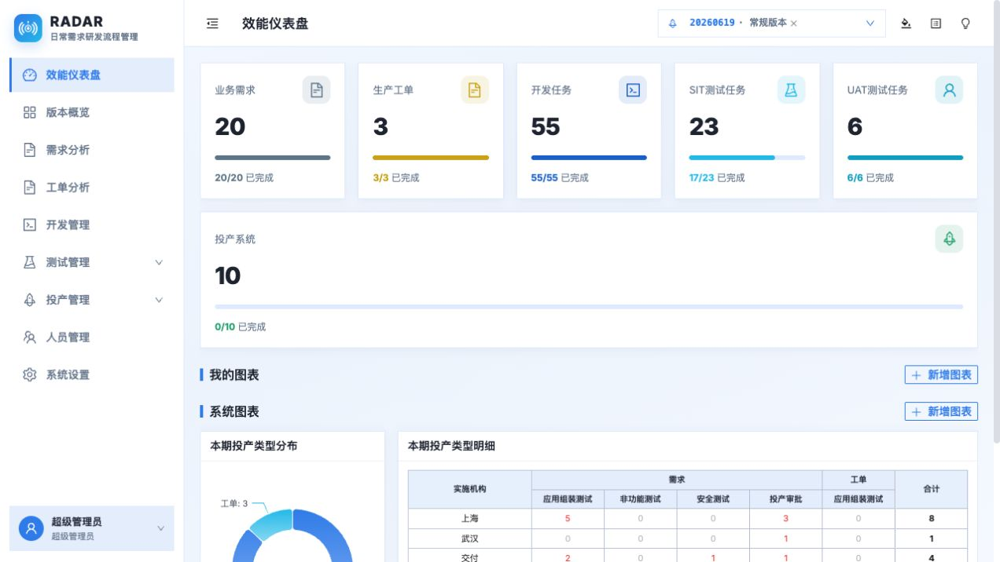 RADAR
日常需求研发流程管理
效能仪表盘
版本概览
需求分析
工单分析
开发管理
测试管理
投产管理
人员管理
系统设置
超级管理员
超级管理员
效能仪表盘
20260619 · 常规版本
业务需求
20
20/20 已完成
生产工单
3
3/3 已完成
开发任务
55
55/55 已完成
SIT测试任务
23
17/23 已完成
UAT测试任务
6
6/6 已完成
投产系统
10
0/10 已完成
我的图表
新增图表
系统图表
新增图表
本期投产类型分布
工单: 3
本期投产类型明细
实施机构 需求 工单 合计
应用组装测试 非功能测试 安全测试 投产审批 应用组装测试
上海 5 0 0 3 0 8
武汉 0 0 0 1 0 1
交付 2 0 1 1 0 4